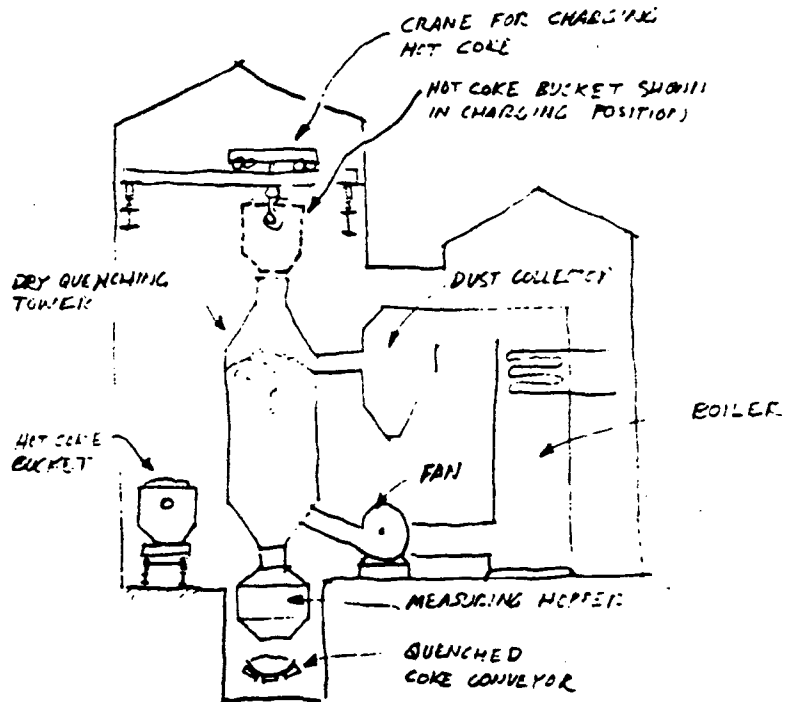 CRANE FOR CHARGING
HOT COKE
HOT COKE BUCKET SHOWN
IN CHARGING POSITION)
DRY QUENCHING
TOWER
DUST COLLECTOR
BOILER
HOT COKE
BUCKET
FAN
MEASURING HOPPER
QUENCHED
COKE CONVEYOR